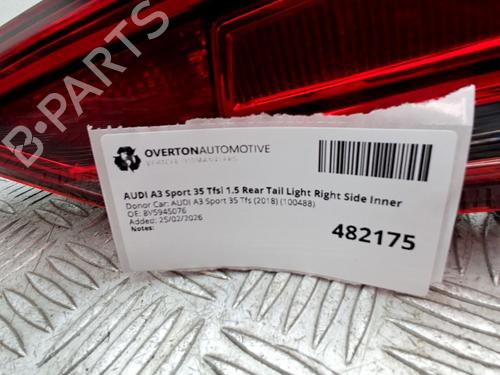 B-PARTS
OVERTONAUTOMOTIVE
VEHICLE DISMANTLERS
AUDI A3 Sport 35 Tfsi 1.5 Rear Tail Light Right Side Inner
Donor Car: AUDI A3 Sport 35 Tfs (2018) (100488)
OE: 8V5945076
Added: 25/02/2026
Notes:
482175